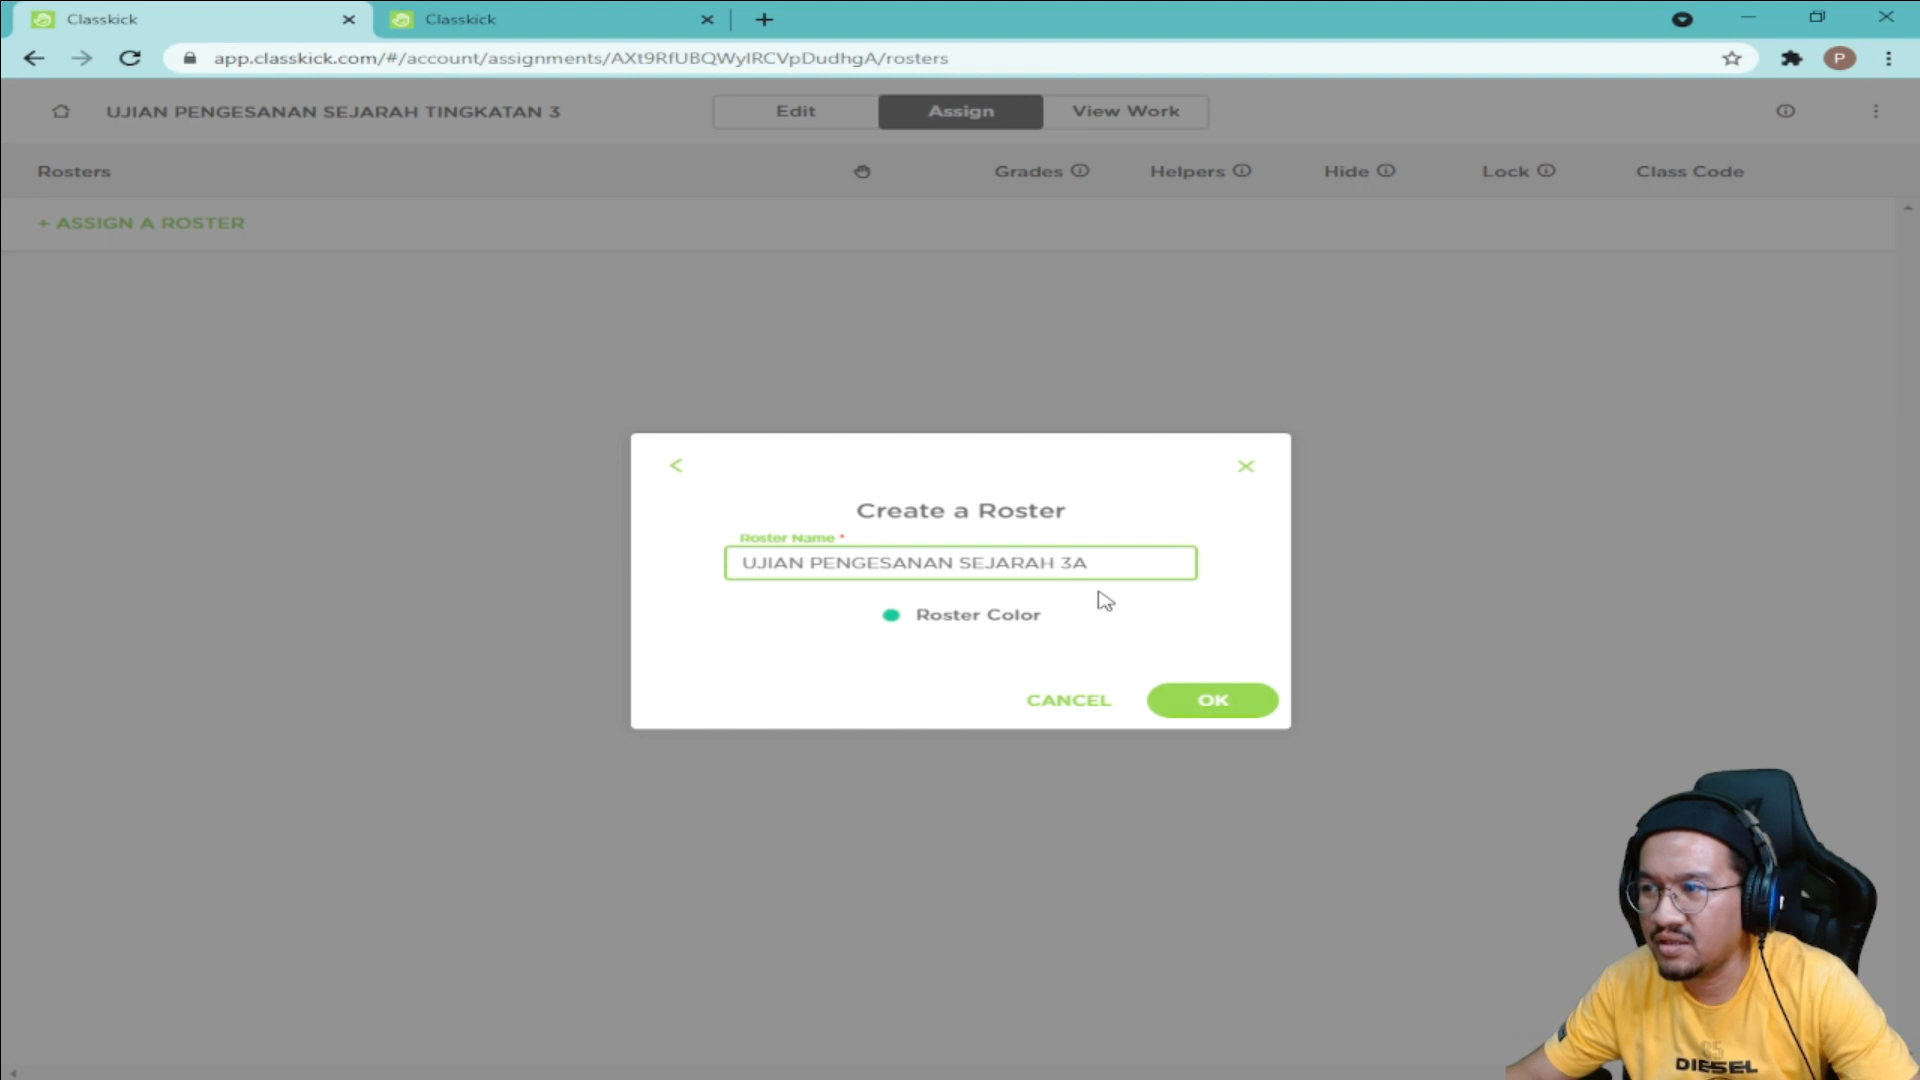 Classkick
Classkick
app.classkick.com/#/account/assignments/AXt9RfUBQWyIRCVpDudhgA/rosters
P
UJIAN PENGESANAN SEJARAH TINGKATAN 3
Edit
Assign
View Work
Rosters
Grades
Helpers
Hide
Lock
Class Code
+ ASSIGN A ROSTER
Create a Roster
Roster Name *
UJIAN PENGESANAN SEJARAH 3A
Roster Color
CANCEL
OK
DIESEL